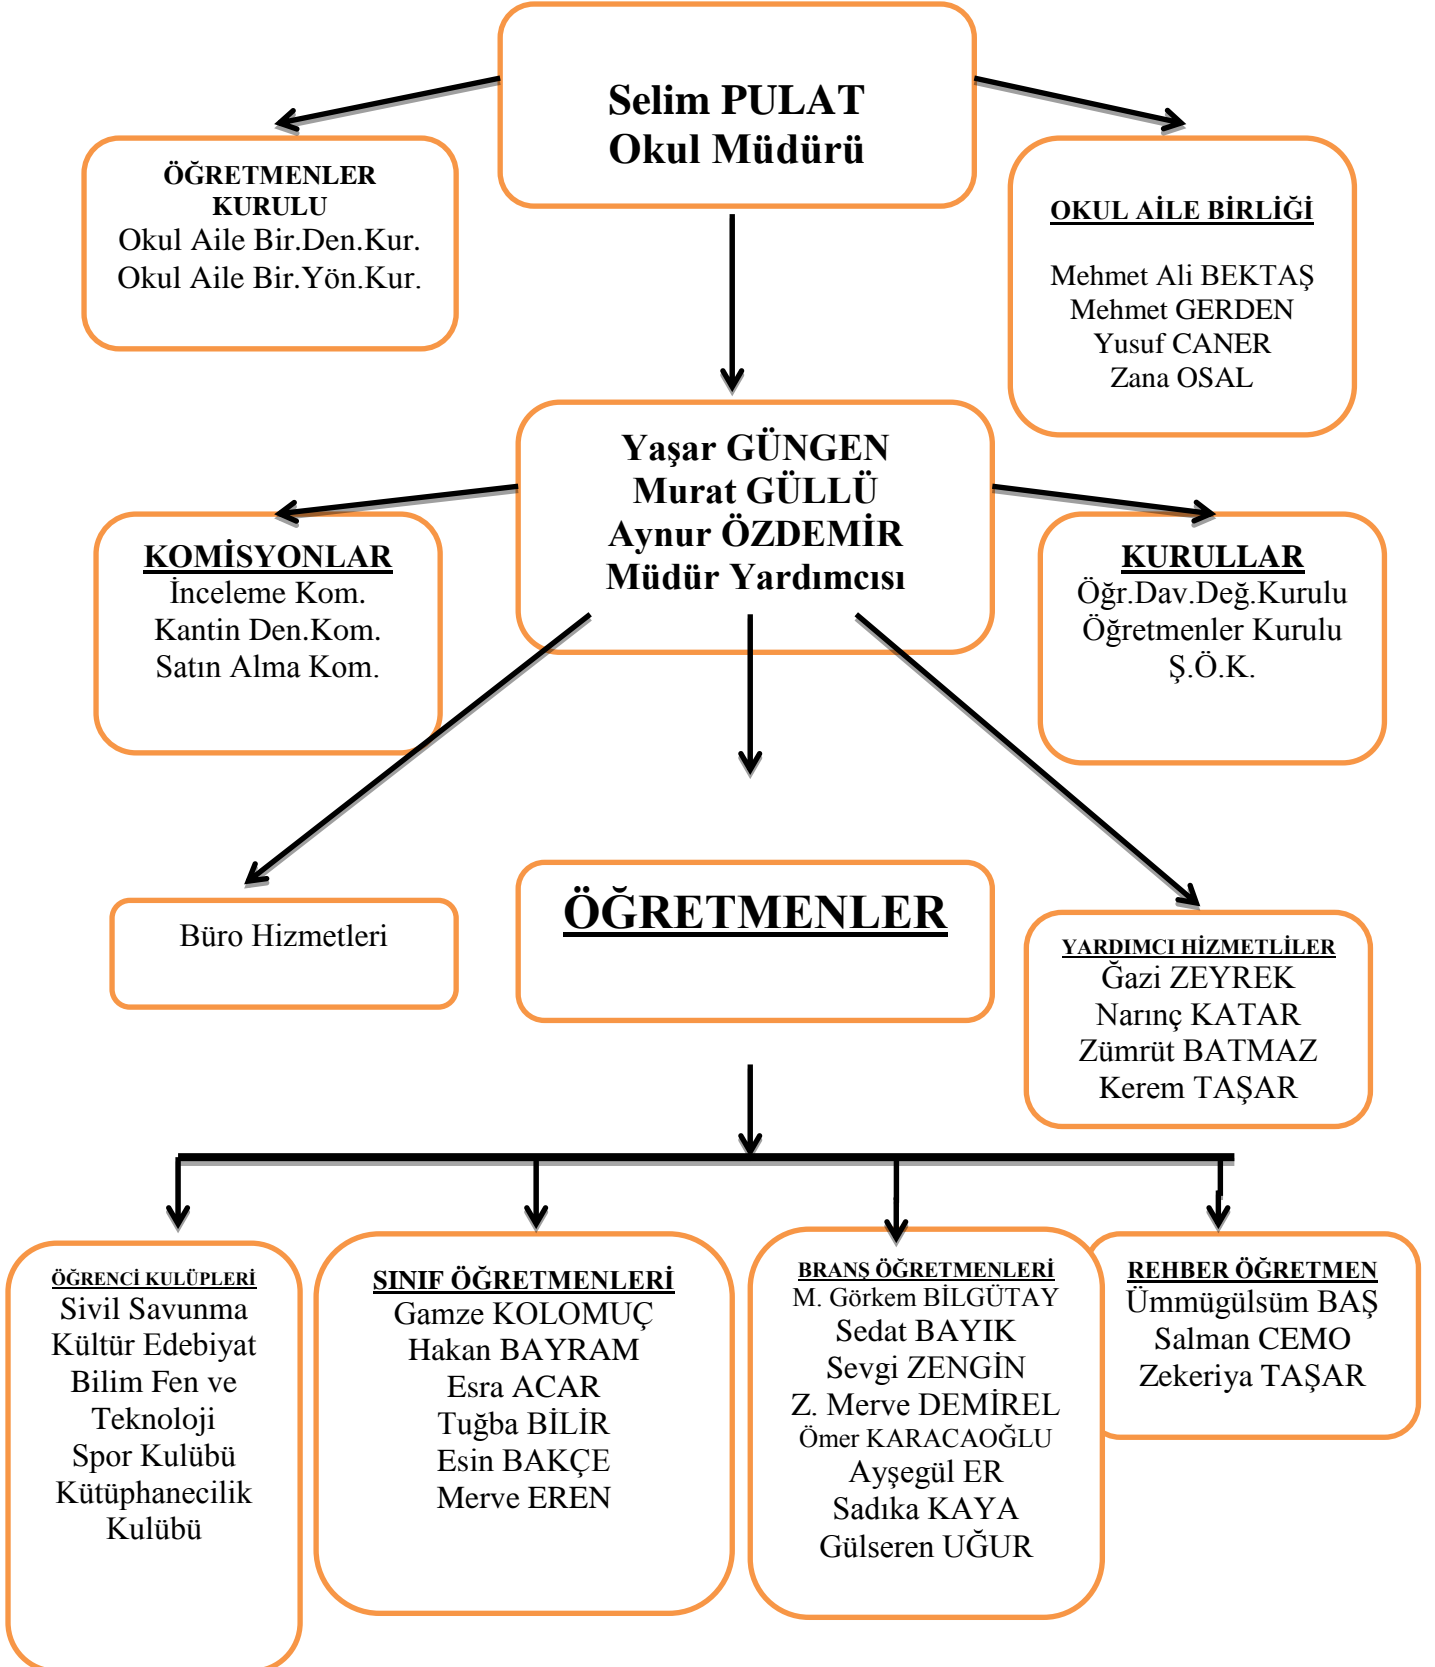 Selim PULAT
Okul Müdürü
ÖĞRETMENLER
KURULU
Okul Aile Bir.Den.Kur.
Okul Aile Bir.Yön.Kur.
OKUL AİLE BİRLİĞİ
Mehmet Ali BEKTAŞ
Mehmet GERDEN
Yusuf CANER
Zana OSAL
Yaşar GÜNGEN
Murat GÜLLÜ
Aynur ÖZDEMİR
Müdür Yardımcısı
KOMİSYONLAR
İnceleme Kom.
Kantin Den.Kom.
Satın Alma Kom.
KURULLAR
Öğr.Dav.Değ.Kurulu
Öğretmenler Kurulu
Ş.Ö.K.
Büro Hizmetleri
ÖĞRETMENLER
YARDIMCI HİZMETLİLER
Ğazi ZEYREK
Narınç KATAR
Zümrüt BATMAZ
Kerem TAŞAR
ÖĞRENCİ KULÜPLERİ
Sivil Savunma
Kültür Edebiyat
Bilim Fen ve
Teknoloji
Spor Kulübü
Kütüphanecilik
Kulübü
SINIF ÖĞRETMENLERİ
Gamze KOLOMUÇ
Hakan BAYRAM
Esra ACAR
Tuğba BİLİR
Esin BAKÇE
Merve EREN
BRANŞ ÖĞRETMENLERİ
M. Görkem BİLGÜTAY
Sedat BAYIK
Sevgi ZENGİN
Z. Merve DEMİREL
Ömer KARACAOĞLU
Ayşegül ER
Sadıka KAYA
Gülseren UĞUR
REHBER ÖĞRETMEN
Ümmügülsüm BAŞ
Salman CEMO
Zekeriya TAŞAR